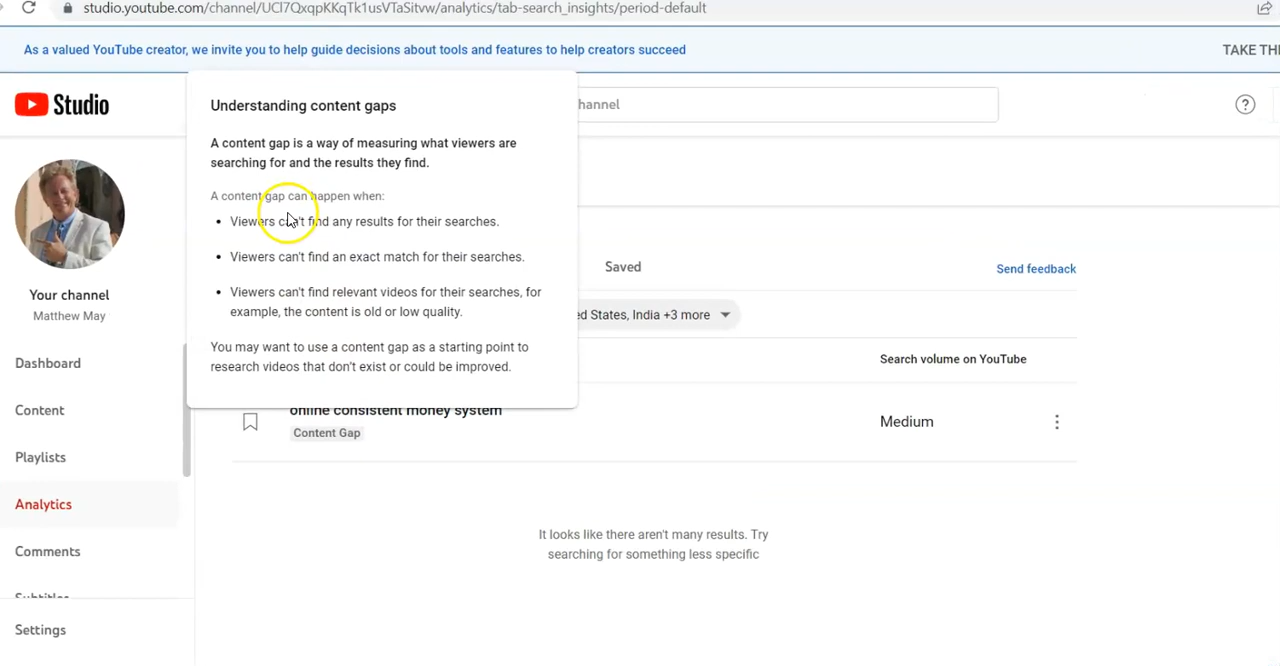 studio.youtube.com/channel/UCl7QxqpKKqTk1usVTaSitvw/analytics/tab-search_insights/period-default
As a valued YouTube creator, we invite you to help guide decisions about tools and features to help creators succeed
TAKE TH
Studio
hannel
?
Understanding content gaps
A content gap is a way of measuring what viewers are
searching for and the results they find.
A content gap can happen when:
• Viewers can't find any results for their searches.
• Viewers can't find an exact match for their searches.
• Viewers can't find relevant videos for their searches, for
example, the content is old or low quality.
You may want to use a content gap as a starting point to
research videos that don't exist or could be improved.
Your channel
Matthew May
Dashboard
Content
Playlists
Analytics
Comments
Subtitles
Settings
Saved
Send feedback
ed States, India +3 more
Search volume on YouTube
online consistent money system
Content Gap
Medium
It looks like there aren't many results. Try
searching for something less specific